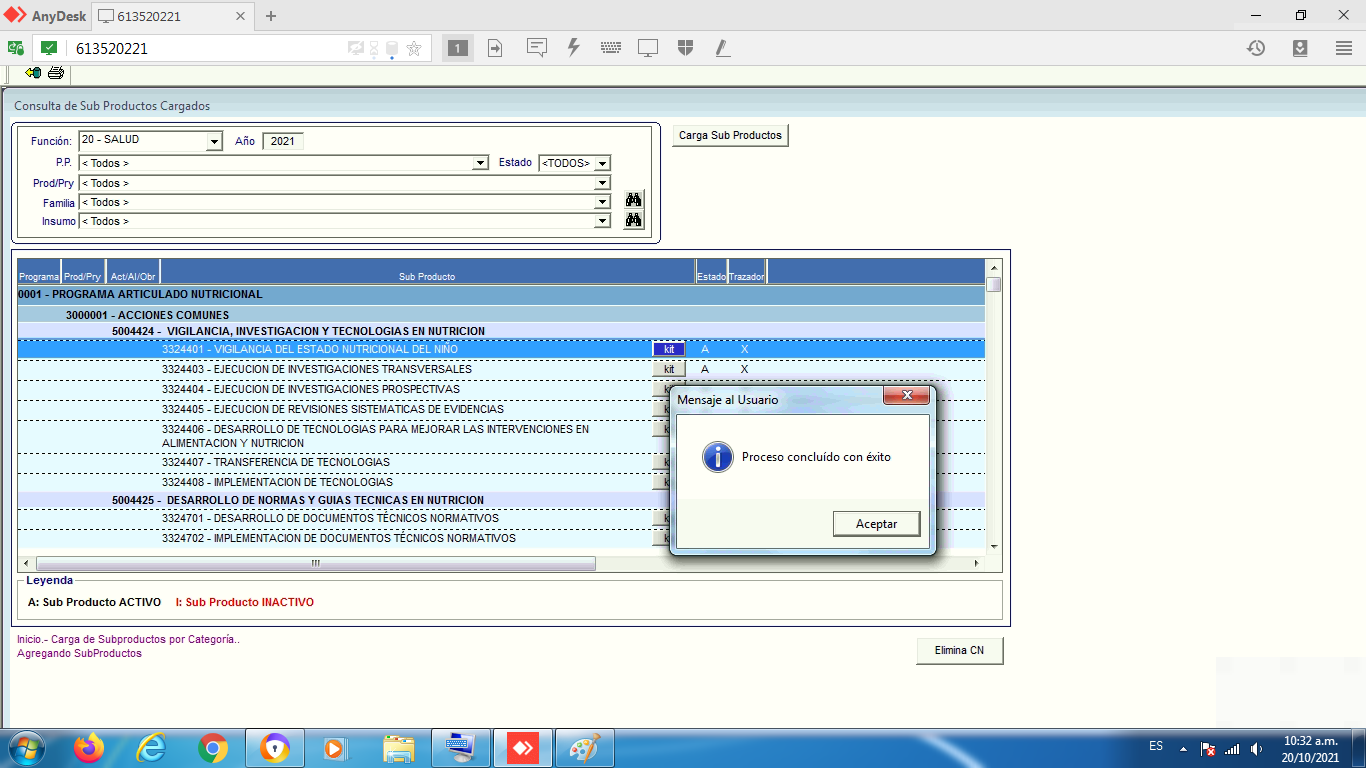 AnyDesk
613520221
613520221
1
Consulta de Sub Productos Cargados
Función: 20 - SALUD Año 2021
Carga Sub Productos
P.P. < Todos > Estado <TODOS>
Prod/Pry < Todos >
Familia < Todos >
Insumo < Todos >
Programa Prod/Pry Act/AI/Obr Sub Producto Estado Trazador
0001 - PROGRAMA ARTICULADO NUTRICIONAL
3000001 - ACCIONES COMUNES
5004424 - VIGILANCIA, INVESTIGACION Y TECNOLOGIAS EN NUTRICION
3324401 - VIGILANCIA DEL ESTADO NUTRICIONAL DEL NIÑO kit A X
3324403 - EJECUCION DE INVESTIGACIONES TRANSVERSALES kit A X
3324404 - EJECUCION DE INVESTIGACIONES PROSPECTIVAS
3324405 - EJECUCION DE REVISIONES SISTEMATICAS DE EVIDENCIAS
3324406 - DESARROLLO DE TECNOLOGIAS PARA MEJORAR LAS INTERVENCIONES EN
ALIMENTACION Y NUTRICION
3324407 - TRANSFERENCIA DE TECNOLOGIAS
3324408 - IMPLEMENTACION DE TECNOLOGIAS
5004425 - DESARROLLO DE NORMAS Y GUIAS TECNICAS EN NUTRICION
3324701 - DESARROLLO DE DOCUMENTOS TÉCNICOS NORMATIVOS
3324702 - IMPLEMENTACION DE DOCUMENTOS TÉCNICOS NORMATIVOS
Mensaje al Usuario
Proceso concluído con éxito
Aceptar
Leyenda
A: Sub Producto ACTIVO I: Sub Producto INACTIVO
Inicio.- Carga de Subproductos por Categoría..
Agregando SubProductos
Elimina CN
ES
10:32 a.m.
20/10/2021